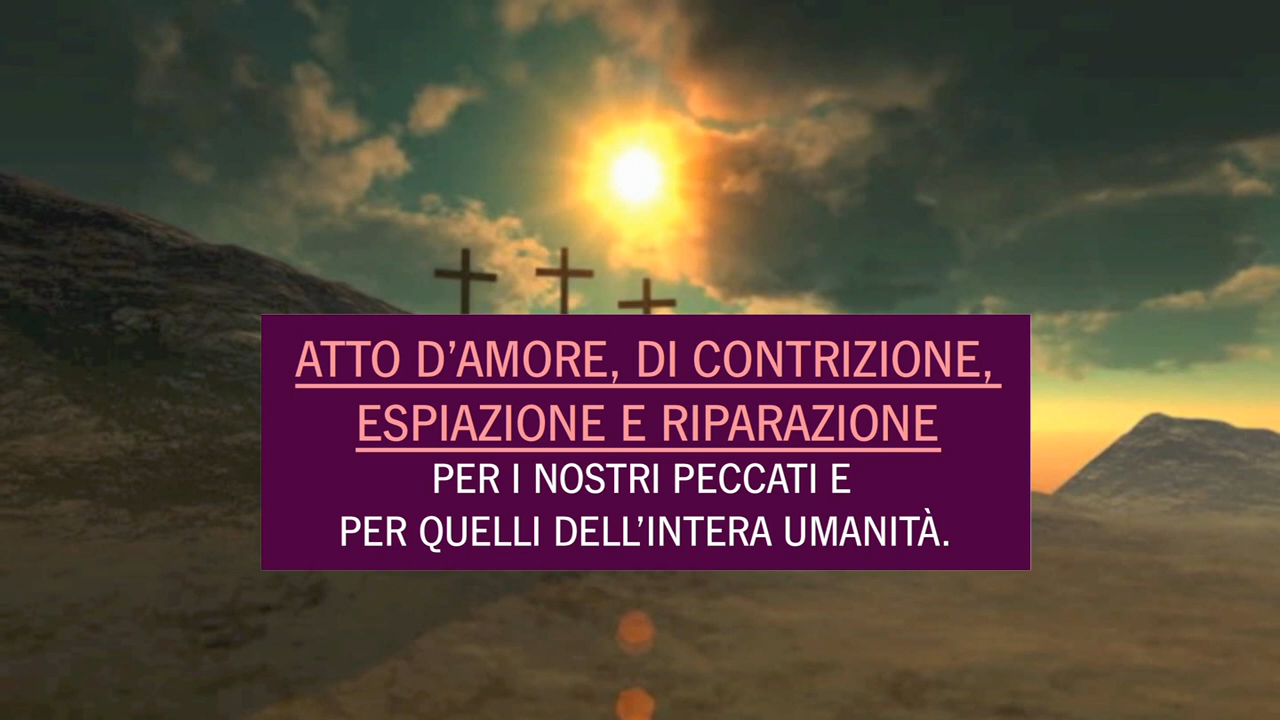 ATTO D’AMORE, DI CONTRIZIONE,
ESPIAZIONE E RIPARAZIONE
PER I NOSTRI PECCATI E
PER QUELLI DELL’INTERA UMANITÀ.